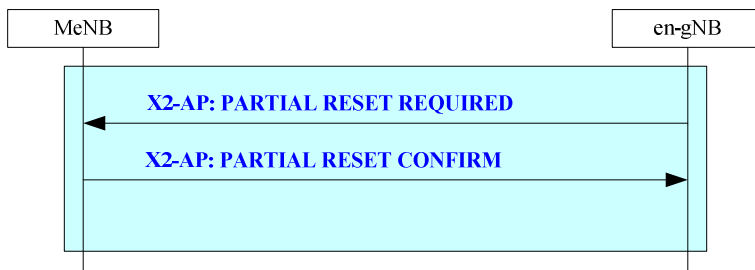 MeNB
en-gNB
X2-AP: PARTIAL RESET REQUIRED
X2-AP: PARTIAL RESET CONFIRM